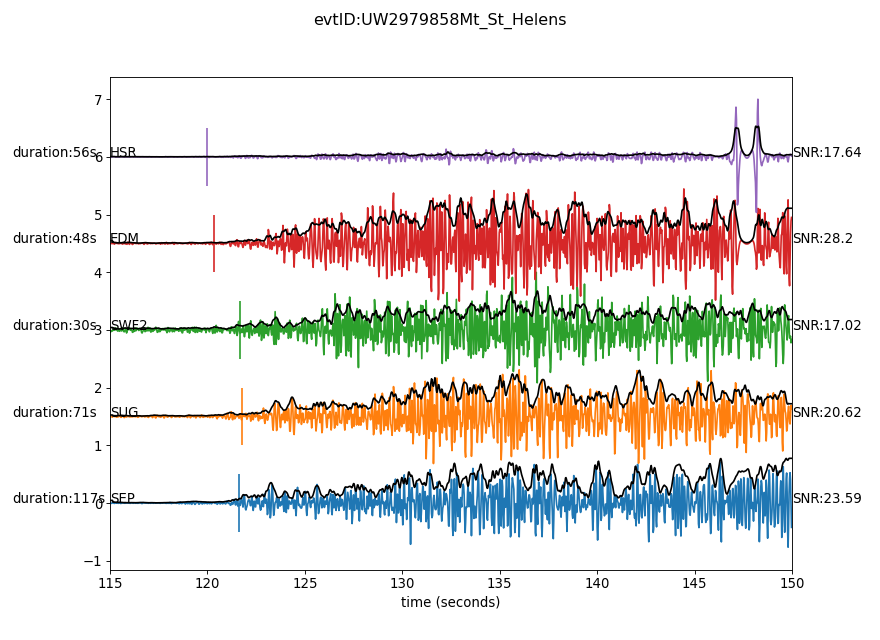 evtID:UW2979858Mt_St_Helens
7
duration:56s HSR SNR:17.64
6
5
duration:48s EDM SNR:28.2
4
duration:30s SWF2 SNR:17.02
3
2
duration:71s SUG SNR:20.62
1
duration:117s SEP SNR:23.59
0
−1
115 120 125 130 135 140 145 150
time (seconds)